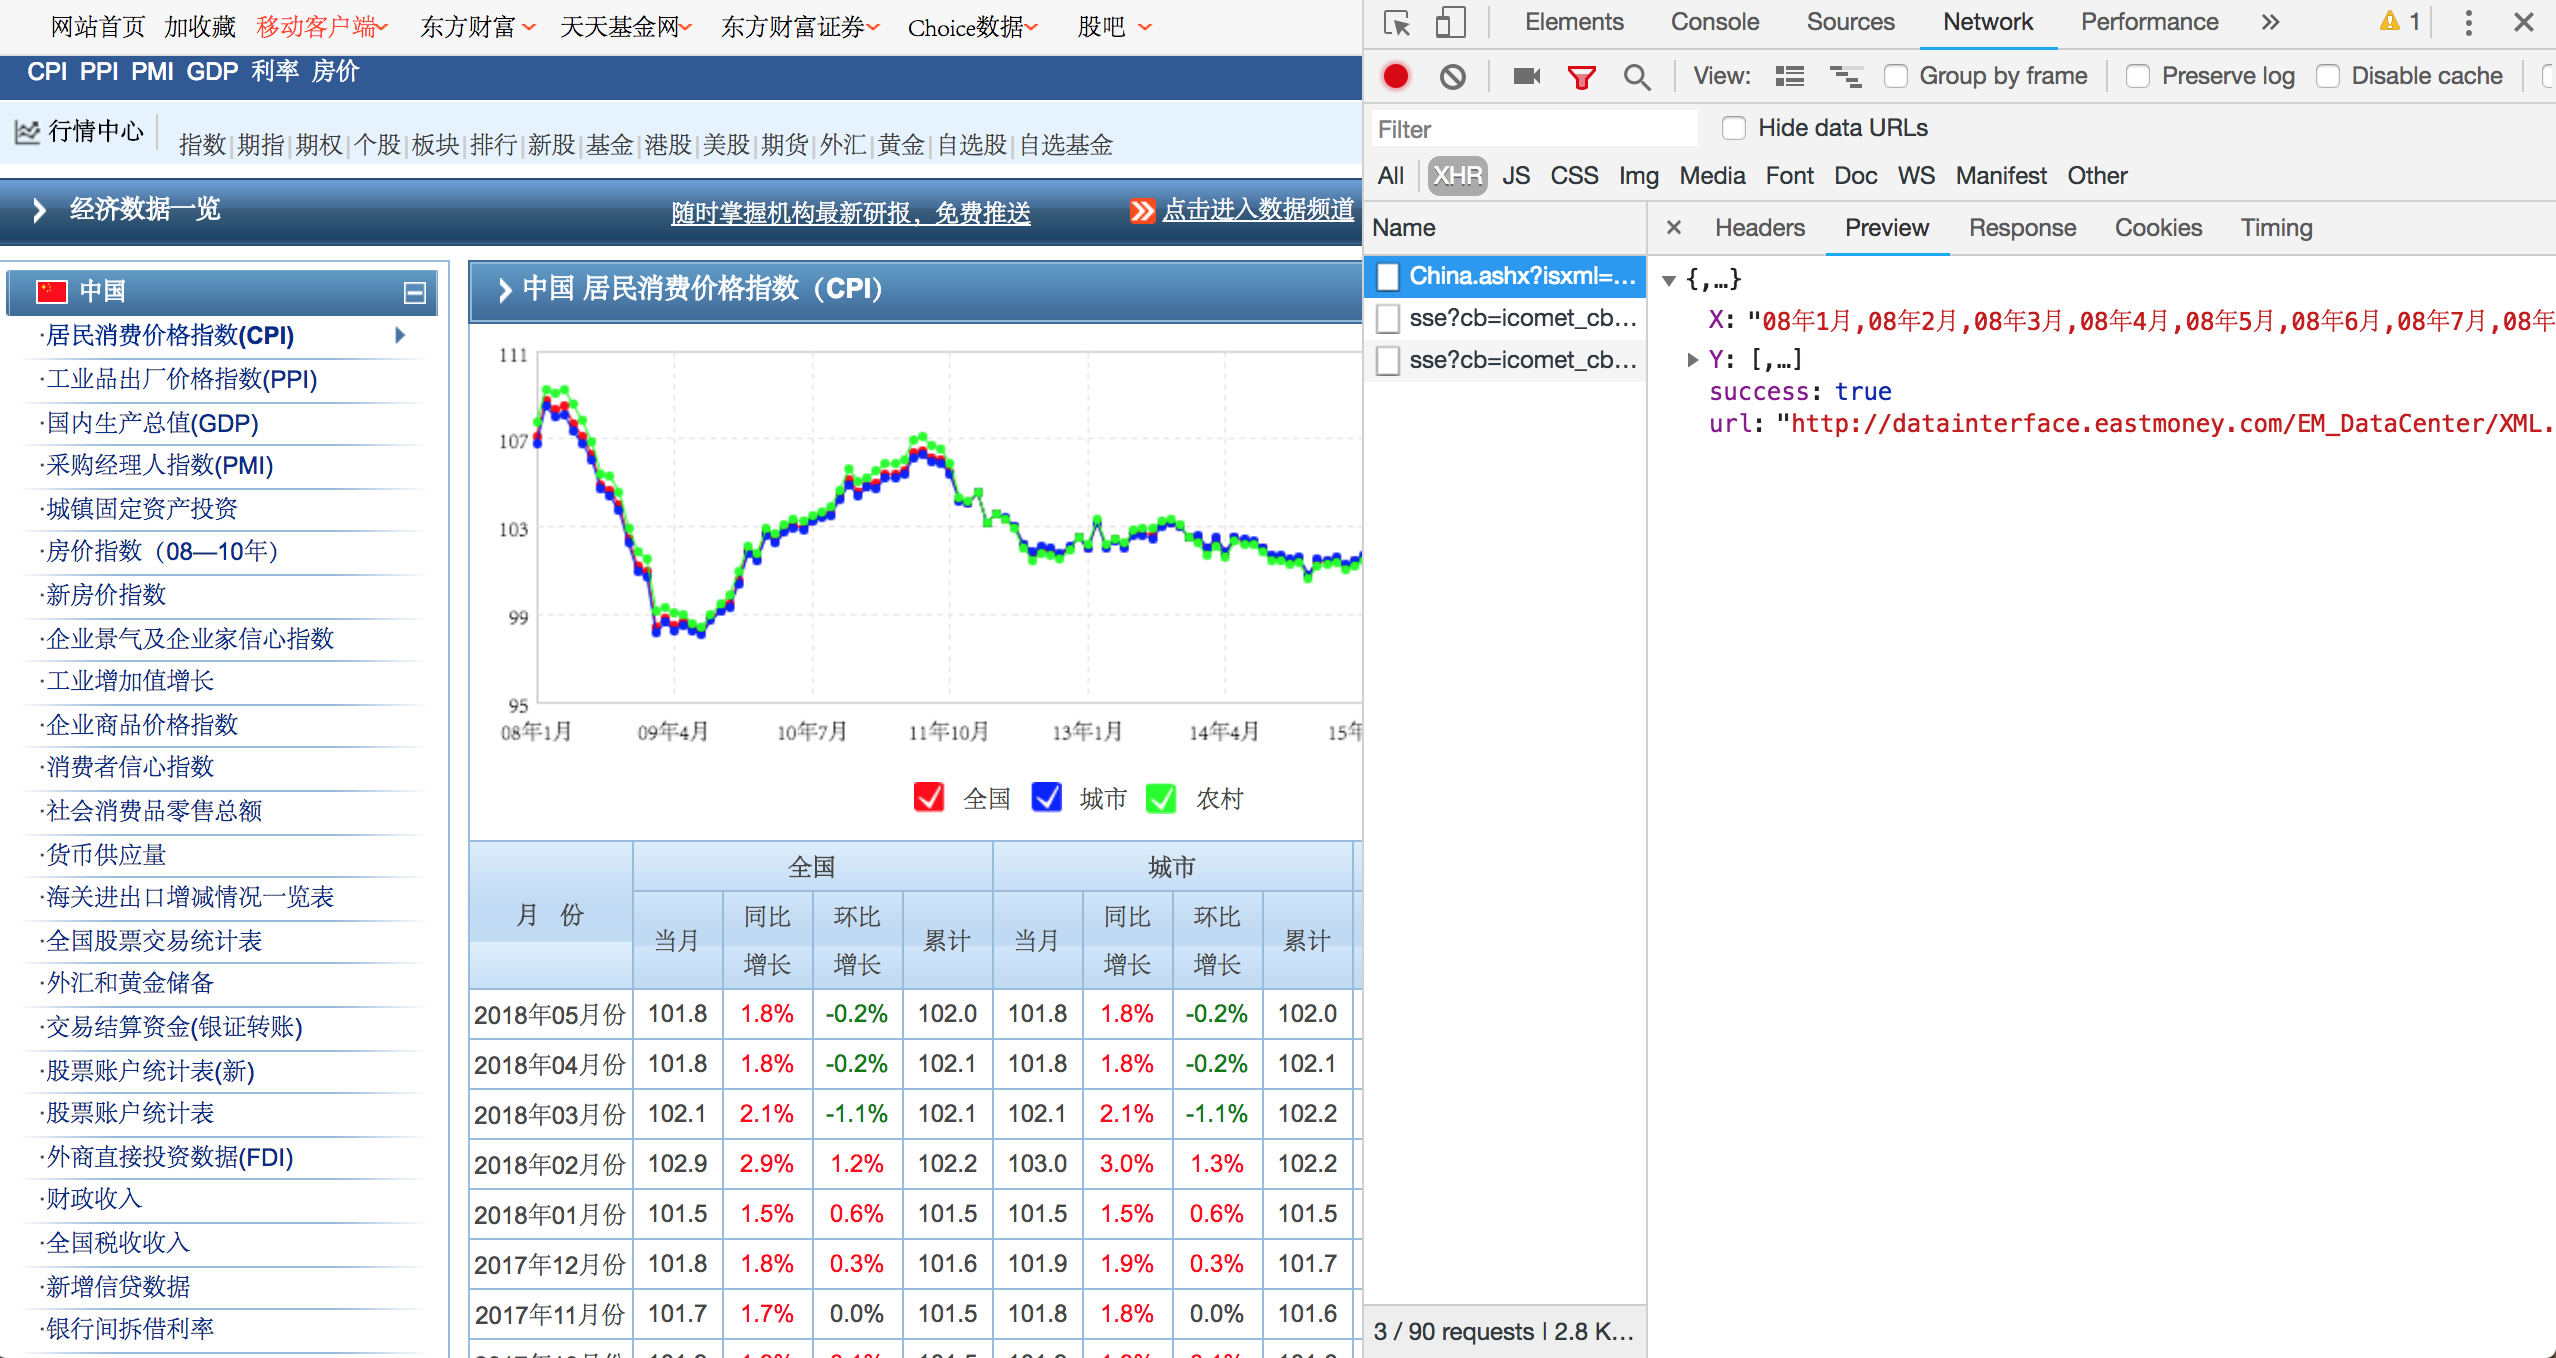 网站首页 加收藏 移动客户端 东方财富 天天基金网 东方财富证券 Choice数据 股吧
CPI PPI PMI GDP 利率 房价
行情中心 指数|期指|期权|个股|板块|排行|新股|基金|港股|美股|期货|外汇|黄金|自选股|自选基金
经济数据一览 随时掌握机构最新研报，免费推送 点击进入数据频道
中国
·居民消费价格指数(CPI)
·工业品出厂价格指数(PPI)
·国内生产总值(GDP)
·采购经理人指数(PMI)
·城镇固定资产投资
·房价指数（08—10年）
·新房价指数
·企业景气及企业家信心指数
·工业增加值增长
·企业商品价格指数
·消费者信心指数
·社会消费品零售总额
·货币供应量
·海关进出口增减情况一览表
·全国股票交易统计表
·外汇和黄金储备
·交易结算资金(银证转账)
·股票账户统计表(新)
·股票账户统计表
·外商直接投资数据(FDI)
·财政收入
·全国税收收入
·新增信贷数据
·银行间拆借利率
中国 居民消费价格指数（CPI）
111
107
103
99
95
08年1月 09年4月 10年7月 11年10月 13年1月 14年4月 15年
全国 城市 农村
月 份 全国 城市
当月 同比增长 环比增长 累计 当月 同比增长 环比增长 累计
2018年05月份 101.8 1.8% -0.2% 102.0 101.8 1.8% -0.2% 102.0
2018年04月份 101.8 1.8% -0.2% 102.1 101.8 1.8% -0.2% 102.1
2018年03月份 102.1 2.1% -1.1% 102.1 102.1 2.1% -1.1% 102.2
2018年02月份 102.9 2.9% 1.2% 102.2 103.0 3.0% 1.3% 102.2
2018年01月份 101.5 1.5% 0.6% 101.5 101.5 1.5% 0.6% 101.5
2017年12月份 101.8 1.8% 0.3% 101.6 101.9 1.9% 0.3% 101.7
2017年11月份 101.7 1.7% 0.0% 101.5 101.8 1.8% 0.0% 101.6
Elements Console Sources Network Performance » 1
View: Group by frame Preserve log Disable cache
Filter Hide data URLs
All XHR JS CSS Img Media Font Doc WS Manifest Other
Name
China.ashx?isxml=…
sse?cb=icomet_cb…
sse?cb=icomet_cb…
3 / 90 requests | 2.8 K…
× Headers Preview Response Cookies Timing
{,…}
X: "08年1月,08年2月,08年3月,08年4月,08年5月,08年6月,08年7月,08年
Y: [,…]
success: true
url: "http://datainterface.eastmoney.com/EM_DataCenter/XML.